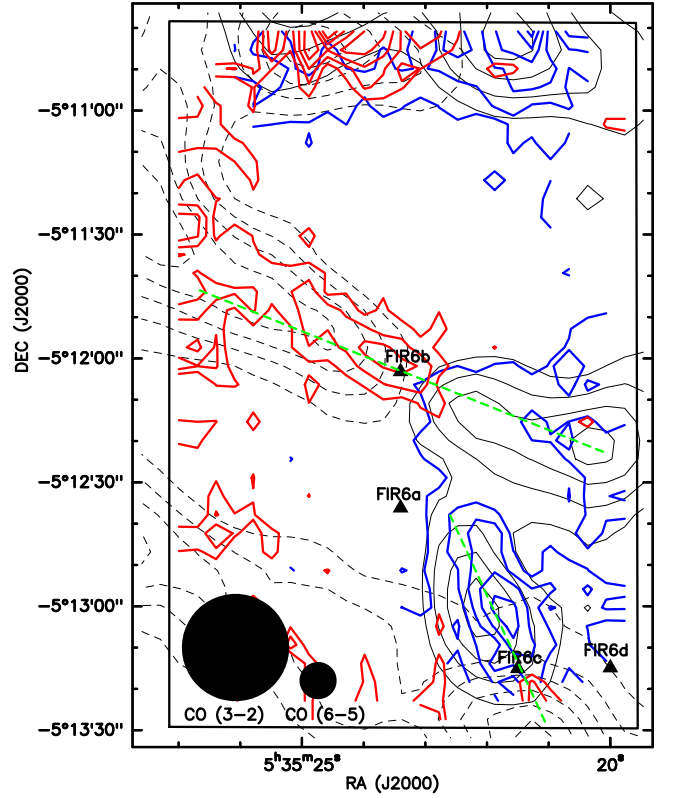 −5°11'00"
−5°11'30"
DEC (J2000)
−5°12'00"
FIR6b
−5°12'30"
FIR6a
−5°13'00"
FIR6c
FIR6d
CO (3−2)
CO (6−5)
−5°13'30"
5ʰ35ᵐ25ˢ
20ˢ
RA (J2000)